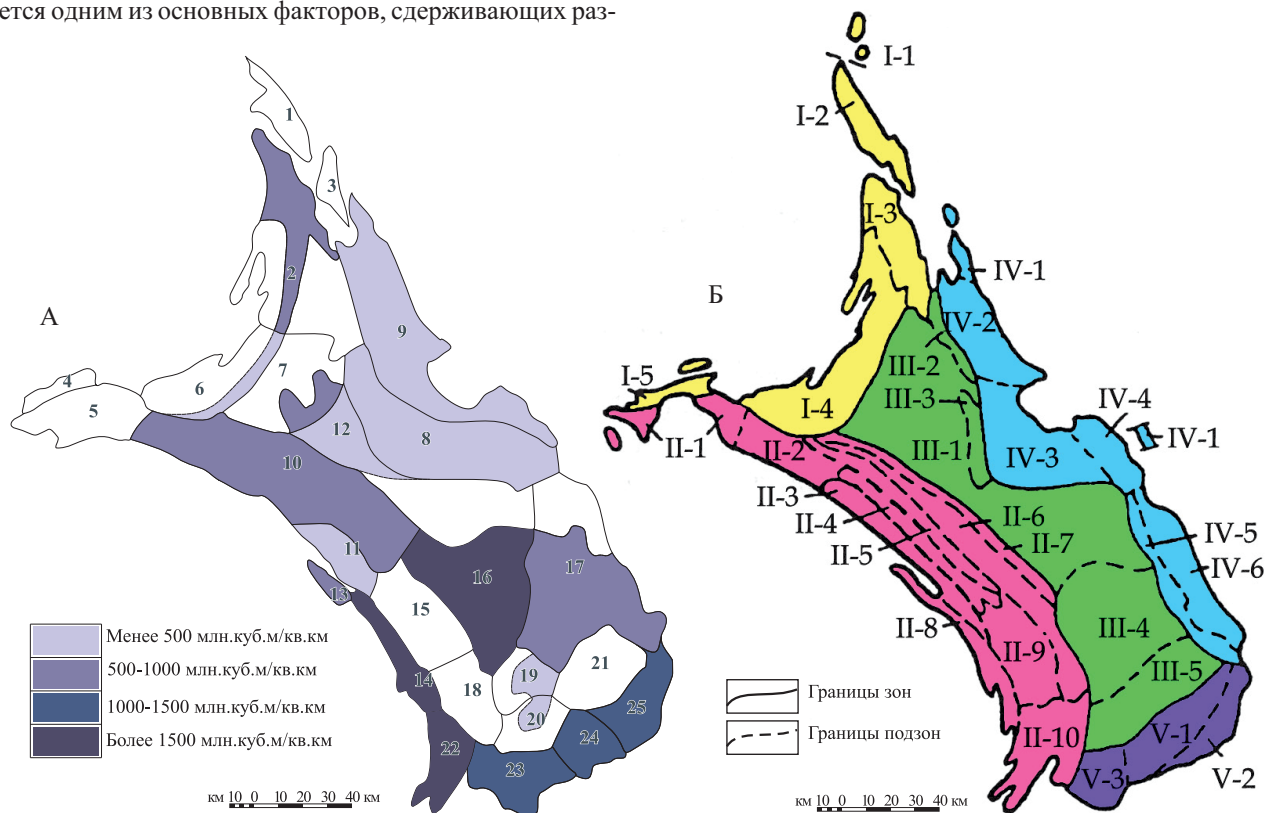 ется одним из основных факторов, сдерживающих раз-
А
1
2
3
4
5
6
7
8
9
10
11
12
13
14
15
16
17
18
19
20
21
22
23
24
25
Менее 500 млн.куб.м/кв.км
500-1000 млн.куб.м/кв.км
1000-1500 млн.куб.м/кв.км
Более 1500 млн.куб.м/кв.км
км 10 0 10 20 30 40 км
Б
I-1
I-2
I-3
I-4
I-5
II-1
II-2
II-3
II-4
II-5
II-6
II-7
II-8
II-9
II-10
III-1
III-2
III-3
III-4
III-5
IV-1
IV-2
IV-3
IV-4
IV-1
IV-5
IV-6
V-1
V-2
V-3
Границы зон
Границы подзон
км 10 0 10 20 30 40 км